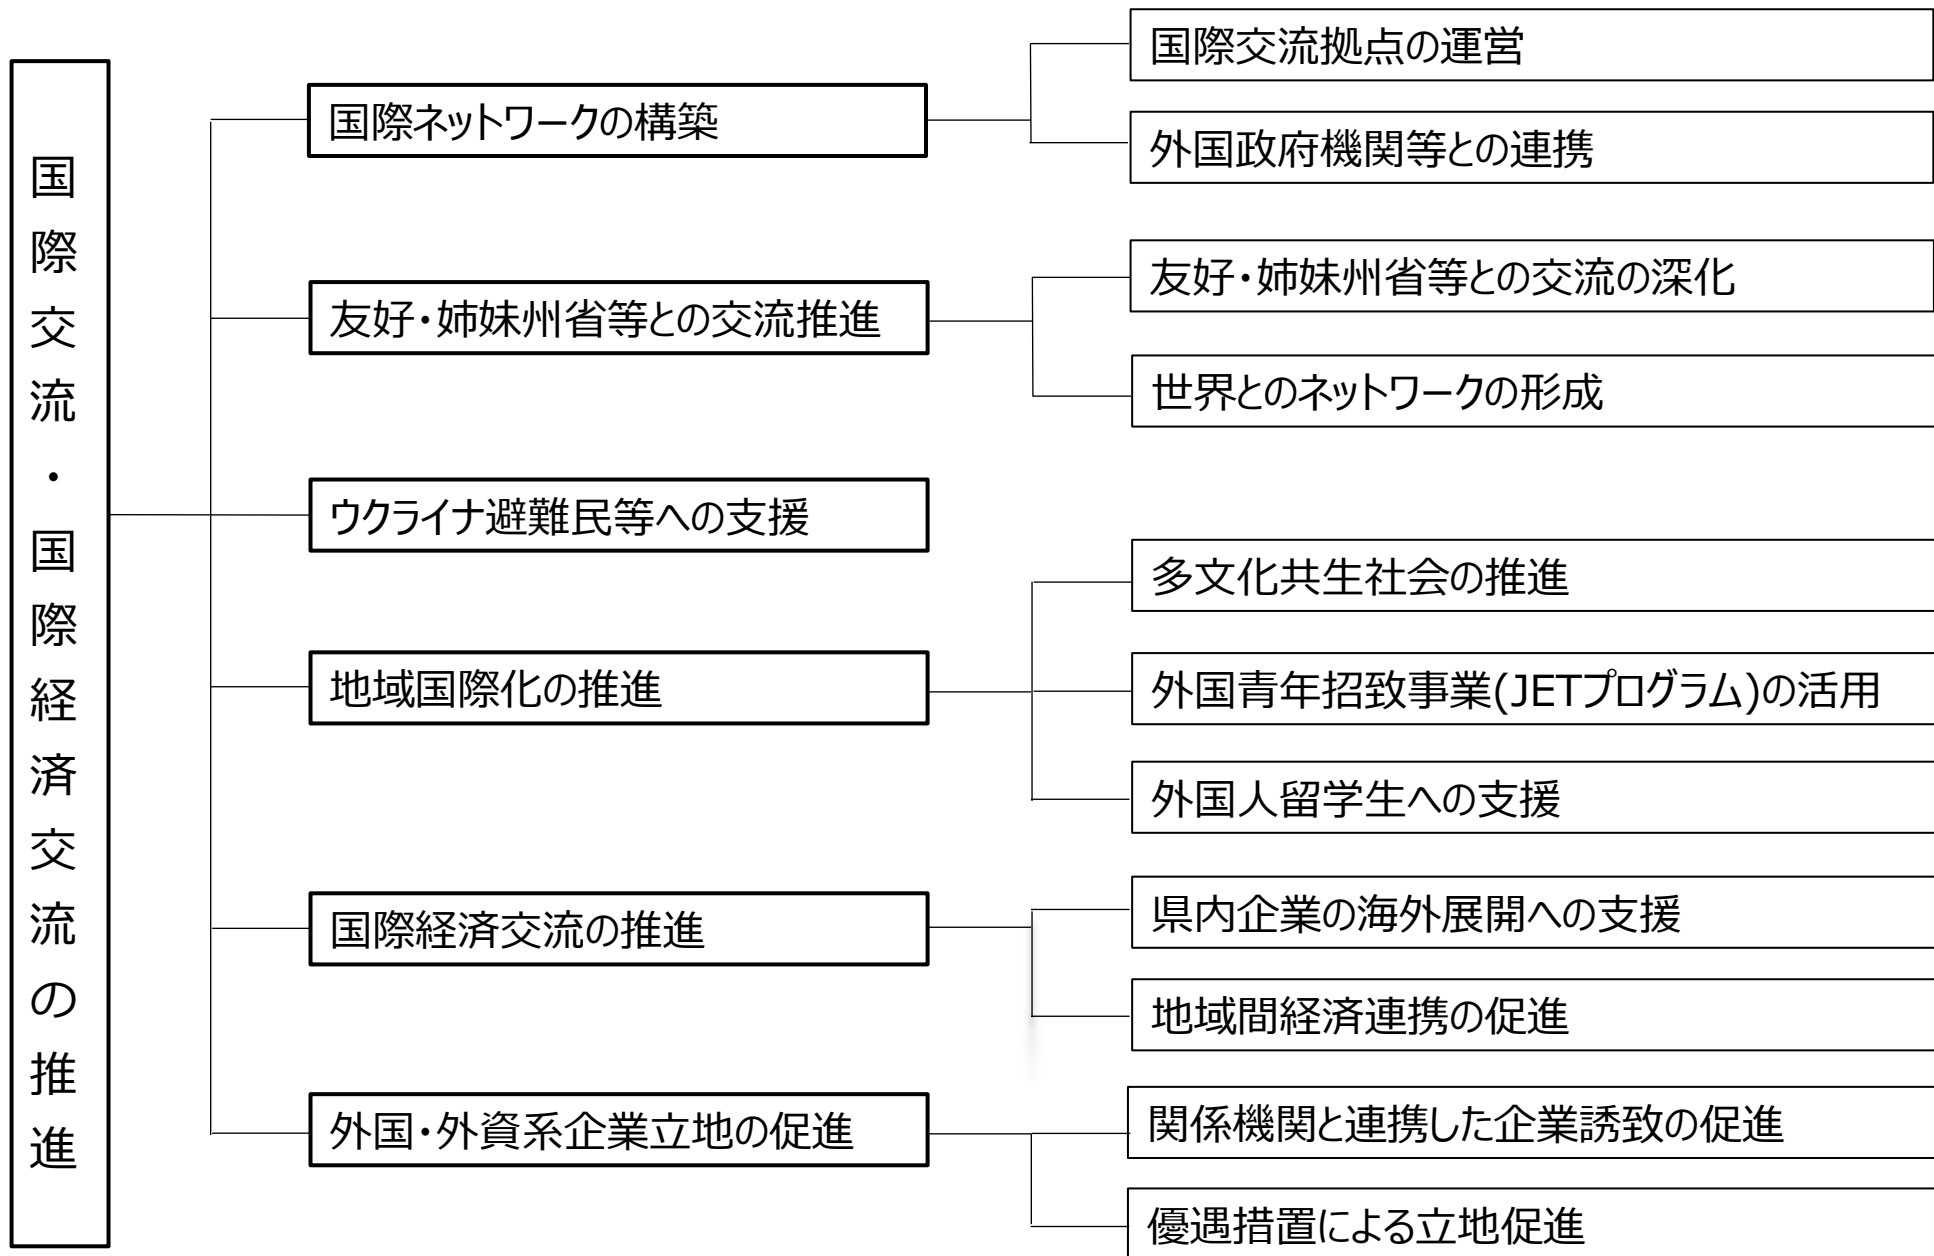 国際交流・国際経済交流の推進
国際ネットワークの構築
国際交流拠点の運営
外国政府機関等との連携
友好・姉妹州省等との交流推進
友好・姉妹州省等との交流の深化
世界とのネットワークの形成
ウクライナ避難民等への支援
地域国際化の推進
多文化共生社会の推進
外国青年招致事業(JETプログラム)の活用
外国人留学生への支援
国際経済交流の推進
県内企業の海外展開への支援
地域間経済連携の促進
外国・外資系企業立地の促進
関係機関と連携した企業誘致の促進
優遇措置による立地促進